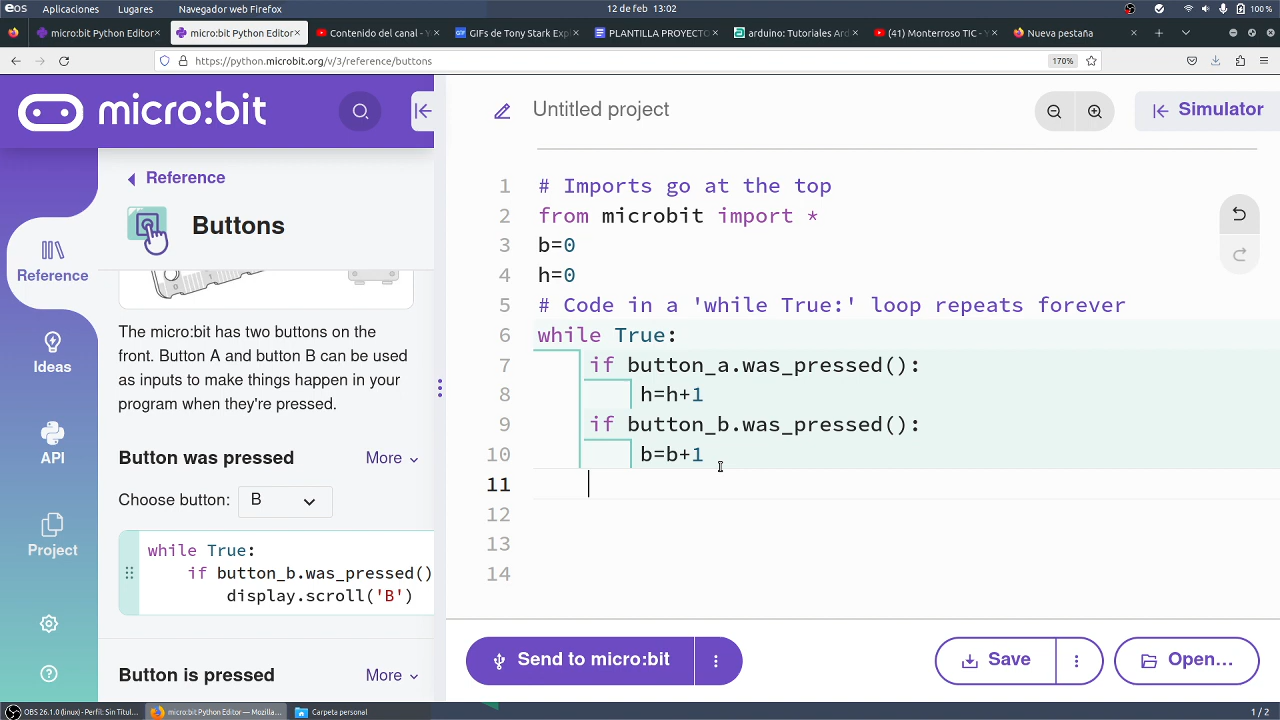 eOS Aplicaciones Lugares Navegador web Firefox 12 de feb 13:02 100 %
micro:bit Python Editor
micro:bit Python Editor
Contenido del canal - Y
GIFs de Tony Stark Expl
PLANTILLA PROYECTO
arduino: Tutoriales Ard
(41) Monterroso TIC - Y
Nueva pestaña
https://python.microbit.org/v/3/reference/buttons 170%
micro:bit
Reference
Buttons
Reference
Ideas
API
Project
The micro:bit has two buttons on the
front. Button A and button B can be used
as inputs to make things happen in your
program when they're pressed.
Button was pressed More
Choose button: B
while True:
if button_b.was_pressed()
display.scroll('B')
Button is pressed More
Untitled project
Simulator
1 # Imports go at the top
2 from microbit import *
3 b=0
4 h=0
5 # Code in a 'while True:' loop repeats forever
6 while True:
7 if button_a.was_pressed():
8 h=h+1
9 if button_b.was_pressed():
10 b=b+1
11
12
13
14
Send to micro:bit
Save
Open...
OBS 26.1.0 (linux) - Perfil: Sin Titul...
micro:bit Python Editor — Mozilla...
Carpeta personal
1 / 2